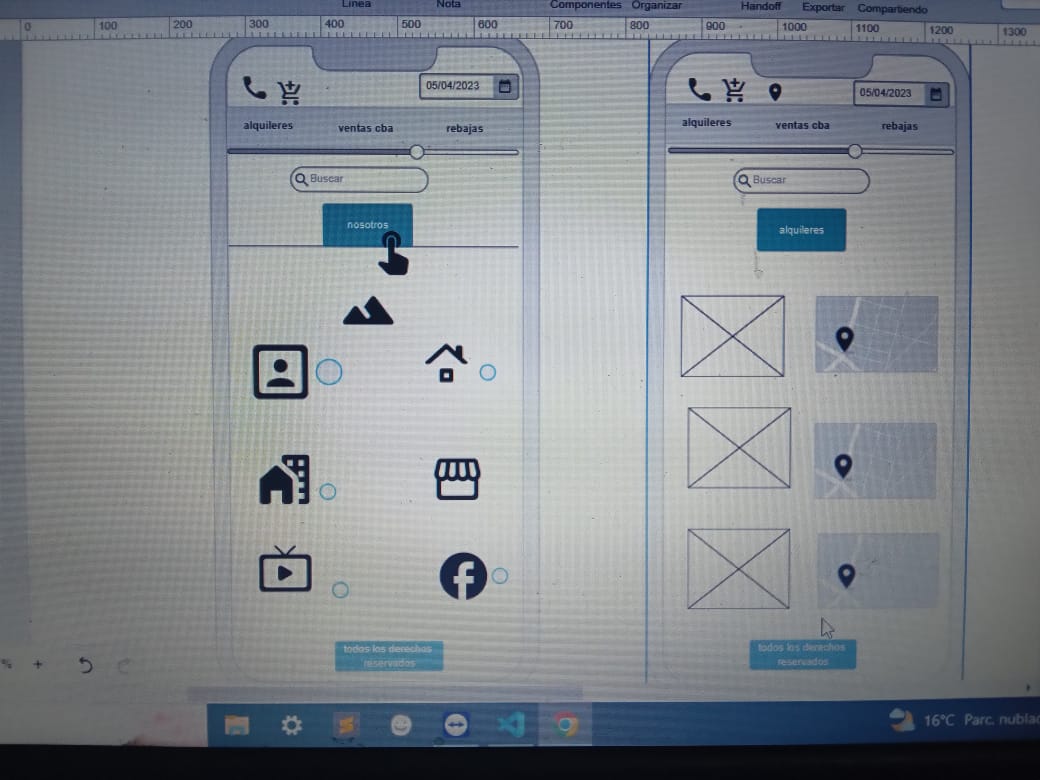 Línea Nota Componentes Organizar Handoff Exportar Compartiendo
0 100 200 300 400 500 600 700 800 900 1000 1100 1200 1300
05/04/2023
alquileres ventas cba rebajas
Buscar
nosotros
todos los derechos
reservados
05/04/2023
alquileres ventas cba rebajas
Buscar
alquileres
todos los derechos
reservados
% +
16°C Parc. nublad